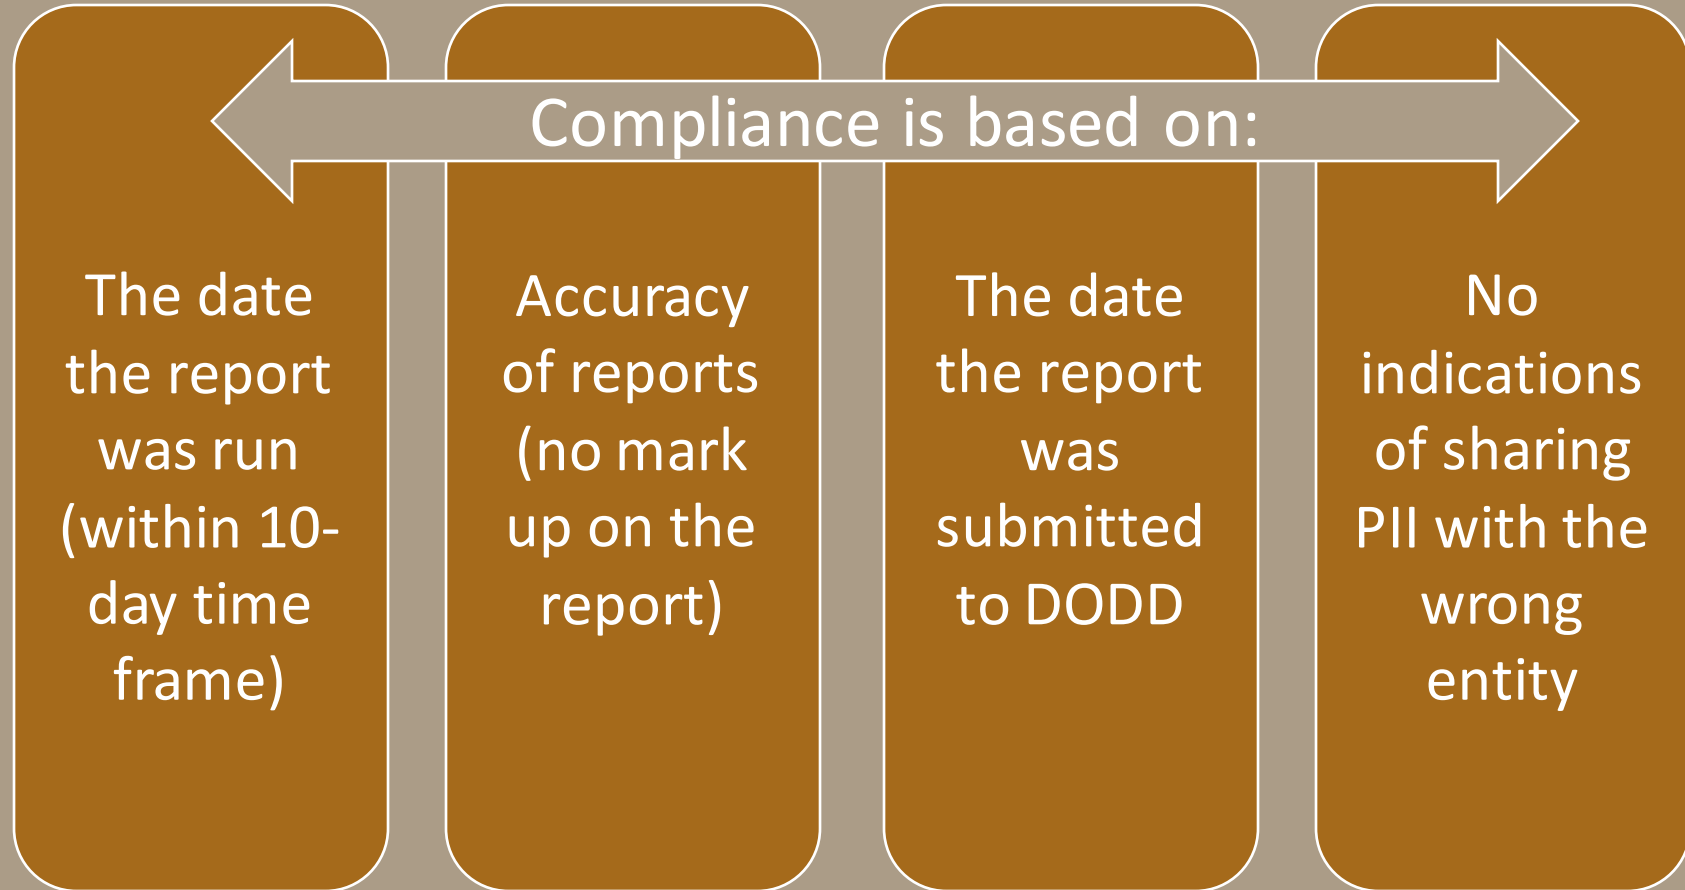 Compliance is based on:
The date
the report
was run
(within 10-
day time
frame)
Accuracy
of reports
(no mark
up on the
report)
The date
the report
was
submitted
to DODD
No
indications
of sharing
PII with the
wrong
entity